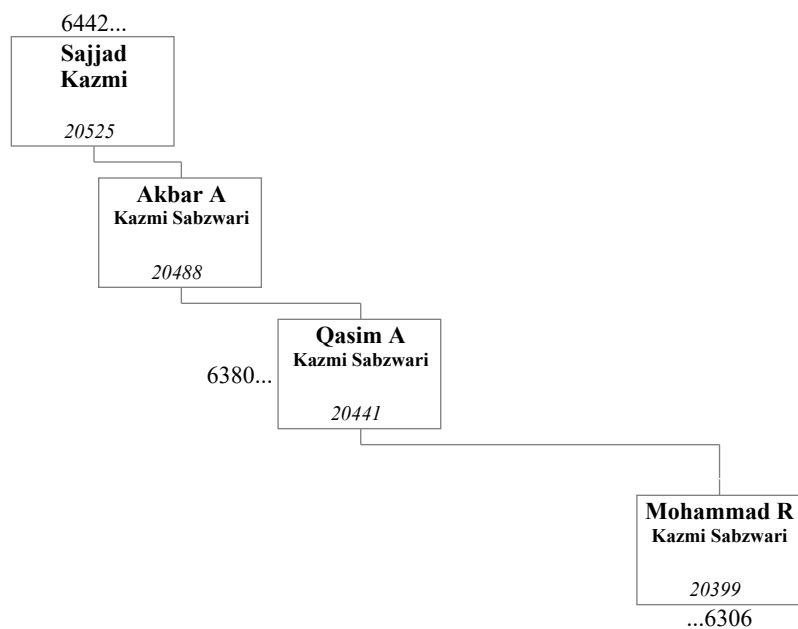 6442...
Sajjad
Kazmi
20525
Akbar A
Kazmi Sabzwari
20488
Qasim A
Kazmi Sabzwari
6380...
20441
Mohammad R
Kazmi Sabzwari
20399
...6306